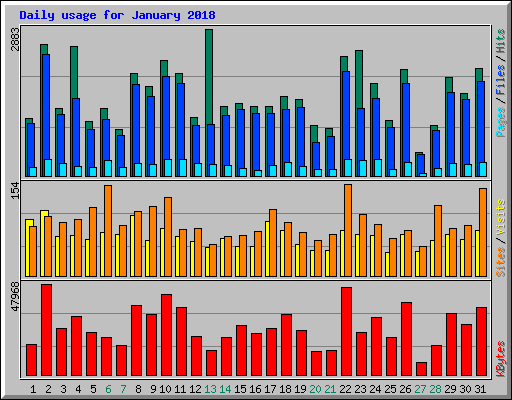 Daily usage for January 2018
2883
Pages / Files / Hits
154
Sites / Visits
47968
KBytes
1 2 3 4 5 6 7 8 9 10 11 12 13 14 15 16 17 18 19 20 21 22 23 24 25 26 27 28 29 30 31